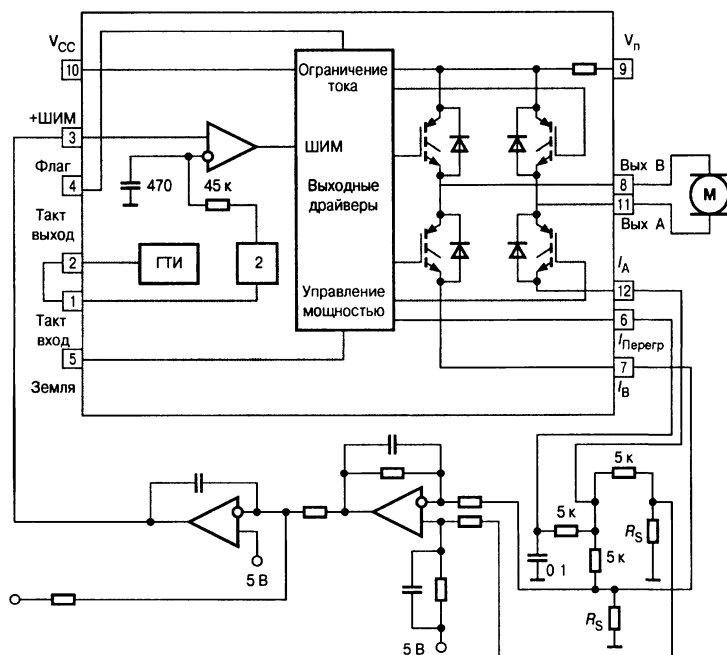 V_CC
10
+ШИМ
3
Флаг
4
Такт
выход
2
1
Такт
вход
5
Земля
470
45 к
ГТИ
2
Ограничение
тока
ШИМ
Выходные
драйверы
Управление
мощностью
V_п
9
Вых В
8
11
Вых А
М
I_A
12
6
I_Перегр
7
I_B
5 к
5 к
R_S
5 к
0 1
R_S
5 В
5 В